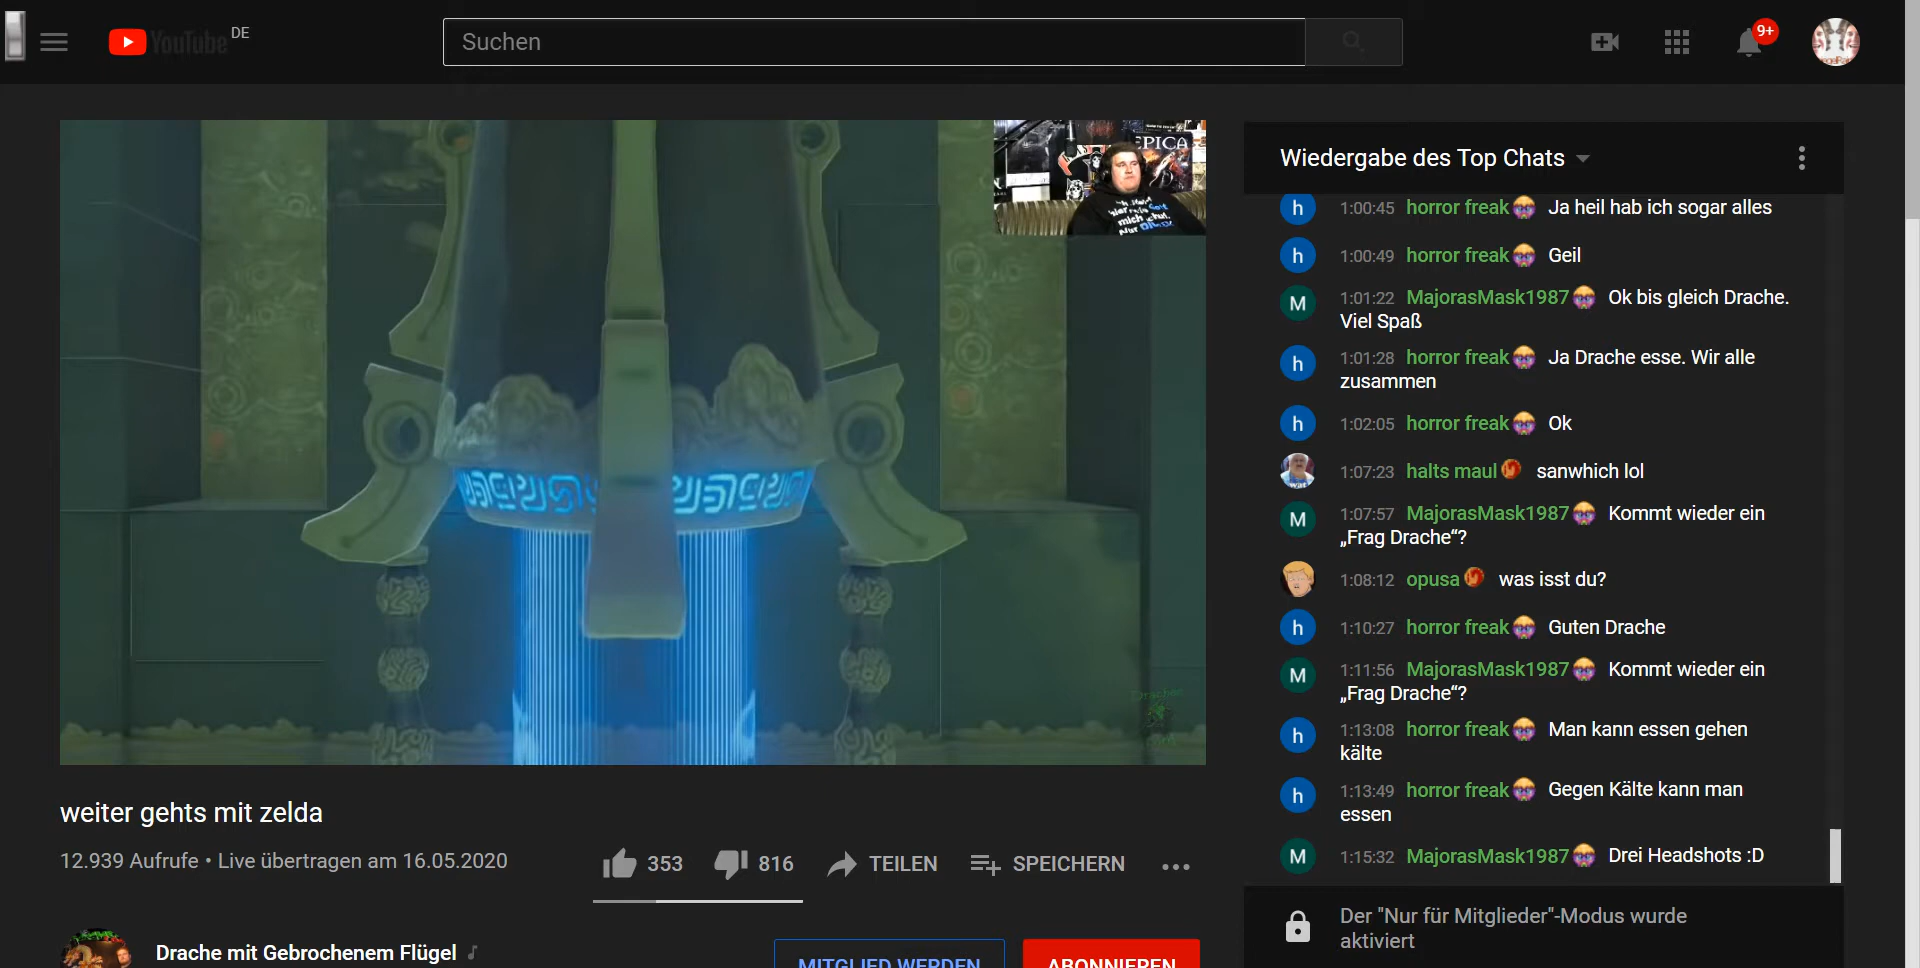 YouTube DE
Suchen
9+
EPICA
Wiedergabe des Top Chats
h 1:00:45 horror freak Ja heil hab ich sogar alles
h 1:00:49 horror freak Geil
M 1:01:22 MajorasMask1987 Ok bis gleich Drache.
Viel Spaß
h 1:01:28 horror freak Ja Drache esse. Wir alle
zusammen
h 1:02:05 horror freak Ok
1:07:23 halts maul sanwhich lol
M 1:07:57 MajorasMask1987 Kommt wieder ein
„Frag Drache“?
1:08:12 opusa was isst du?
h 1:10:27 horror freak Guten Drache
M 1:11:56 MajorasMask1987 Kommt wieder ein
„Frag Drache“?
h 1:13:08 horror freak Man kann essen gehen
kälte
h 1:13:49 horror freak Gegen Kälte kann man
essen
M 1:15:32 MajorasMask1987 Drei Headshots :D
Der "Nur für Mitglieder"-Modus wurde
aktiviert
weiter gehts mit zelda
12.939 Aufrufe • Live übertragen am 16.05.2020
353 816 TEILEN SPEICHERN
Drache mit Gebrochenem Flügel
MITGLIED WERDEN ABONNIEREN